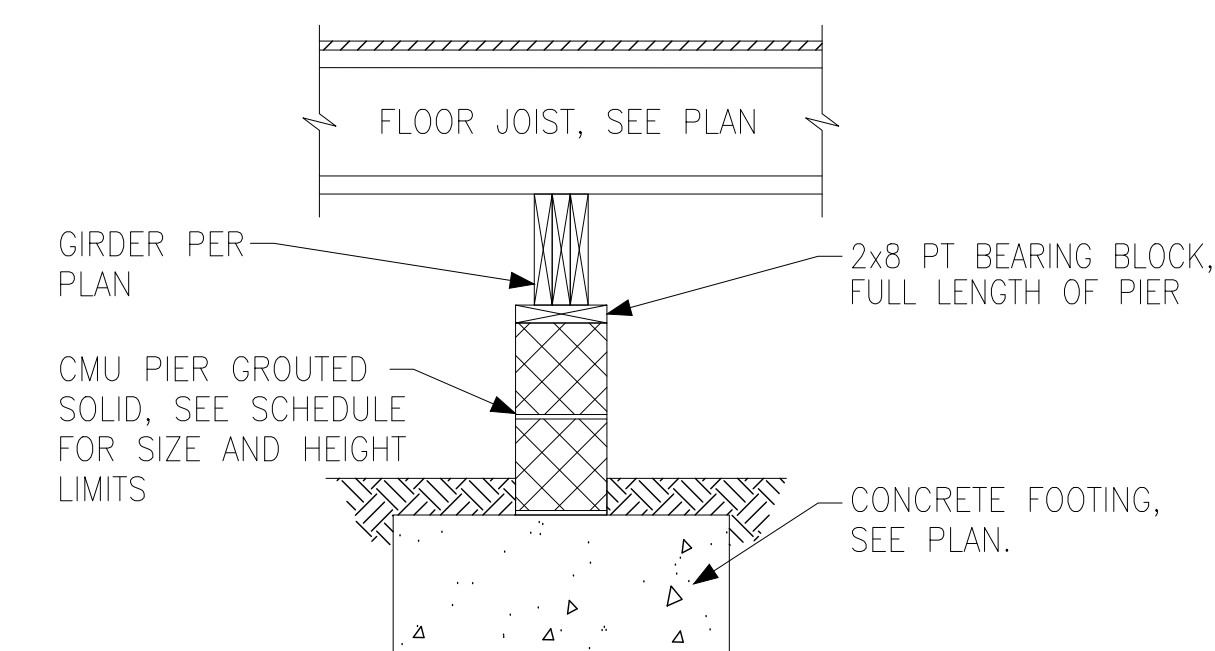 FLOOR JOIST, SEE PLAN
GIRDER PER
PLAN
2x8 PT BEARING BLOCK,
FULL LENGTH OF PIER
CMU PIER GROUTED
SOLID, SEE SCHEDULE
FOR SIZE AND HEIGHT
LIMITS
CONCRETE FOOTING,
SEE PLAN.